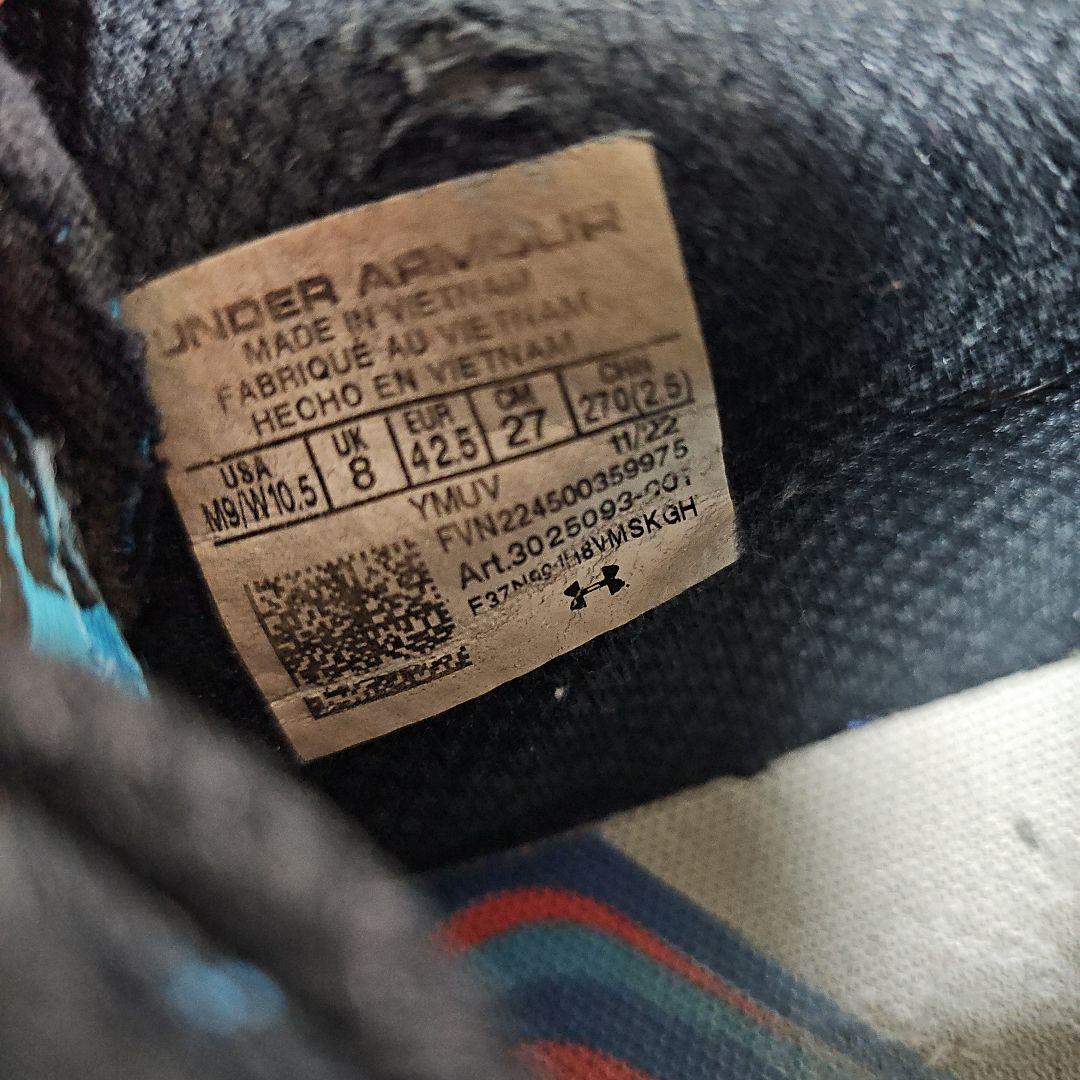 UNDER ARMOUR
MADE IN VIETNAM
FABRIQUÉ AU VIETNAM
HECHO EN VIETNAM
USA UK EUR CM CHN
M9/W10.5 8 42.5 27 270(2.5)
YMUV 11/22
FVN224500359975
Art.3025093-001